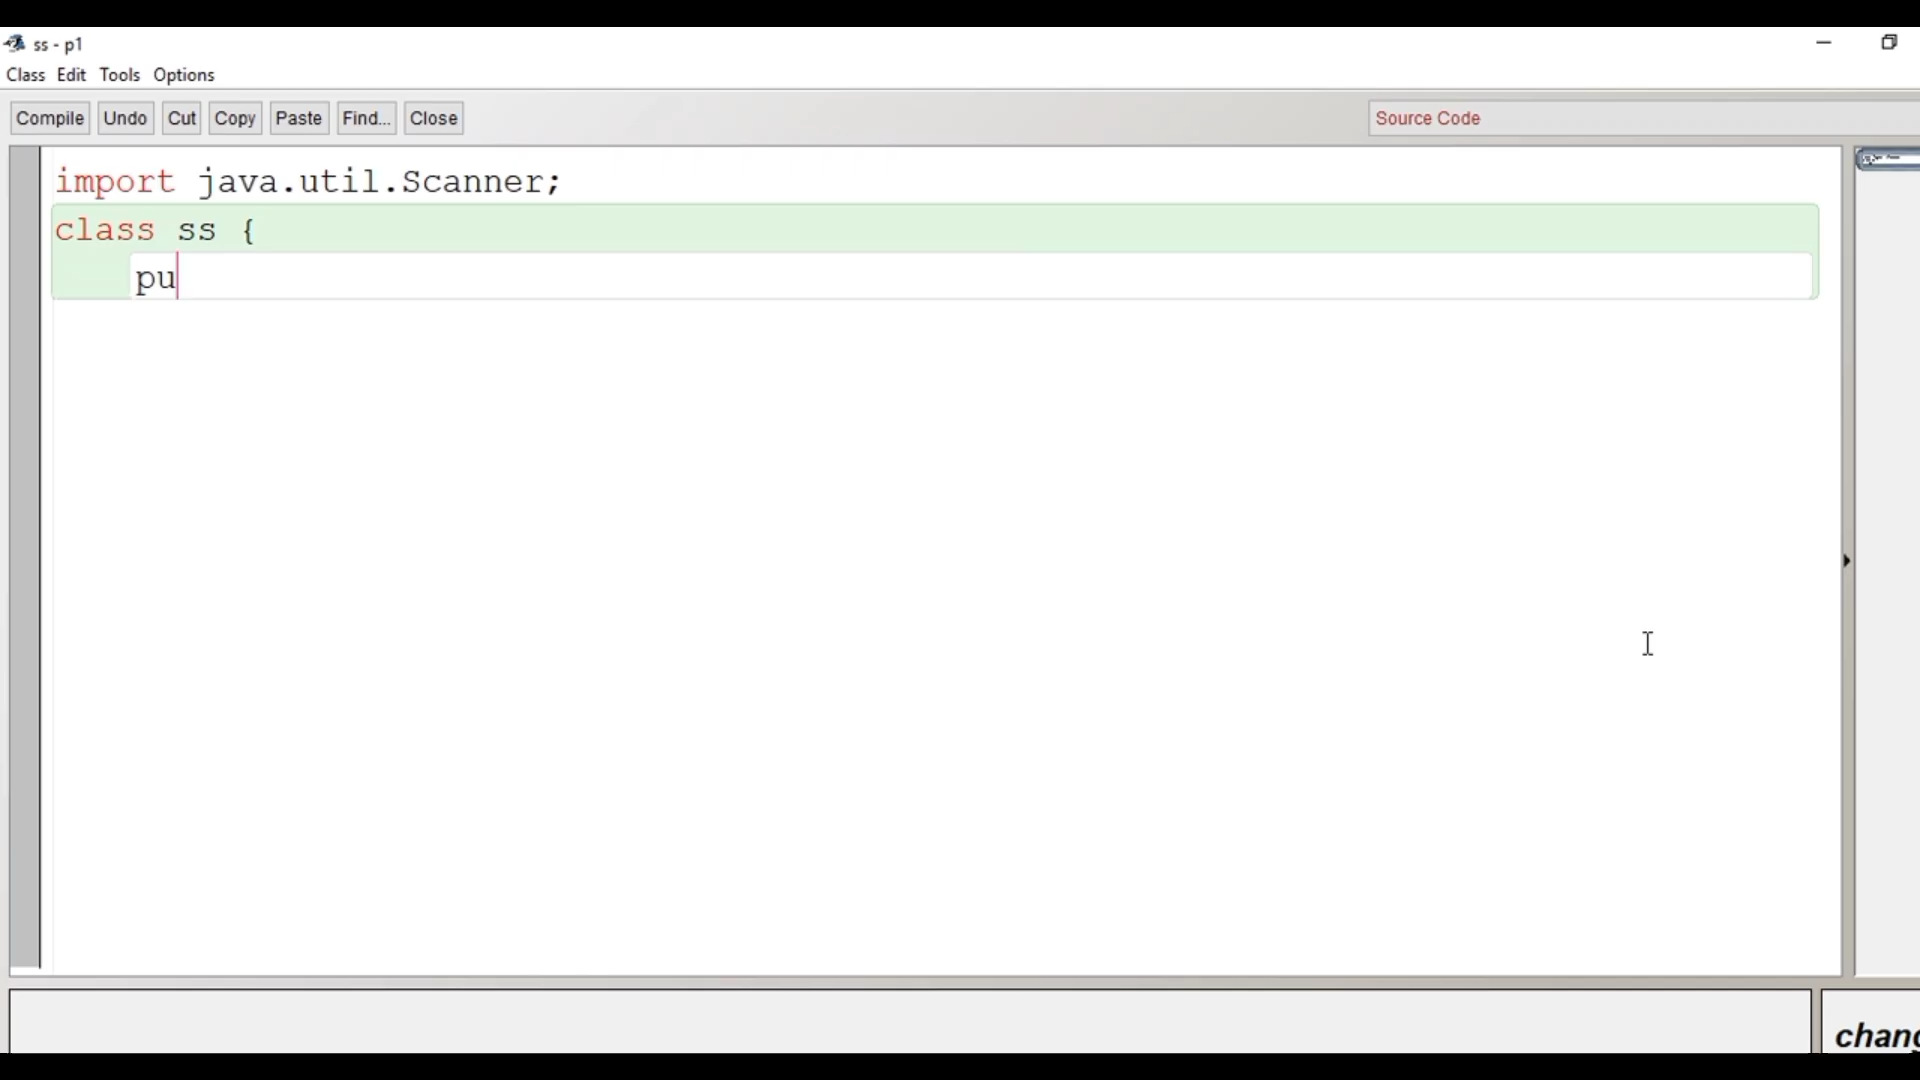 ss - p1
Class Edit Tools Options
Compile Undo Cut Copy Paste Find... Close Source Code
import java.util.Scanner;
class ss {
pu
chang